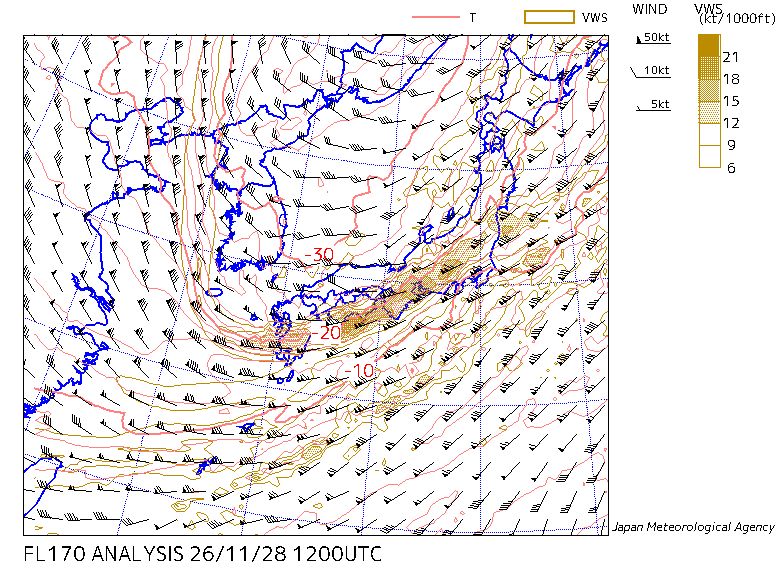 T
VWS
WIND
VWS
(kt/1000ft)
50kt
10kt
5kt
21
18
15
12
9
6
-30
-20
-10
Japan Meteorological Agency
FL170 ANALYSIS 26/11/28 1200UTC